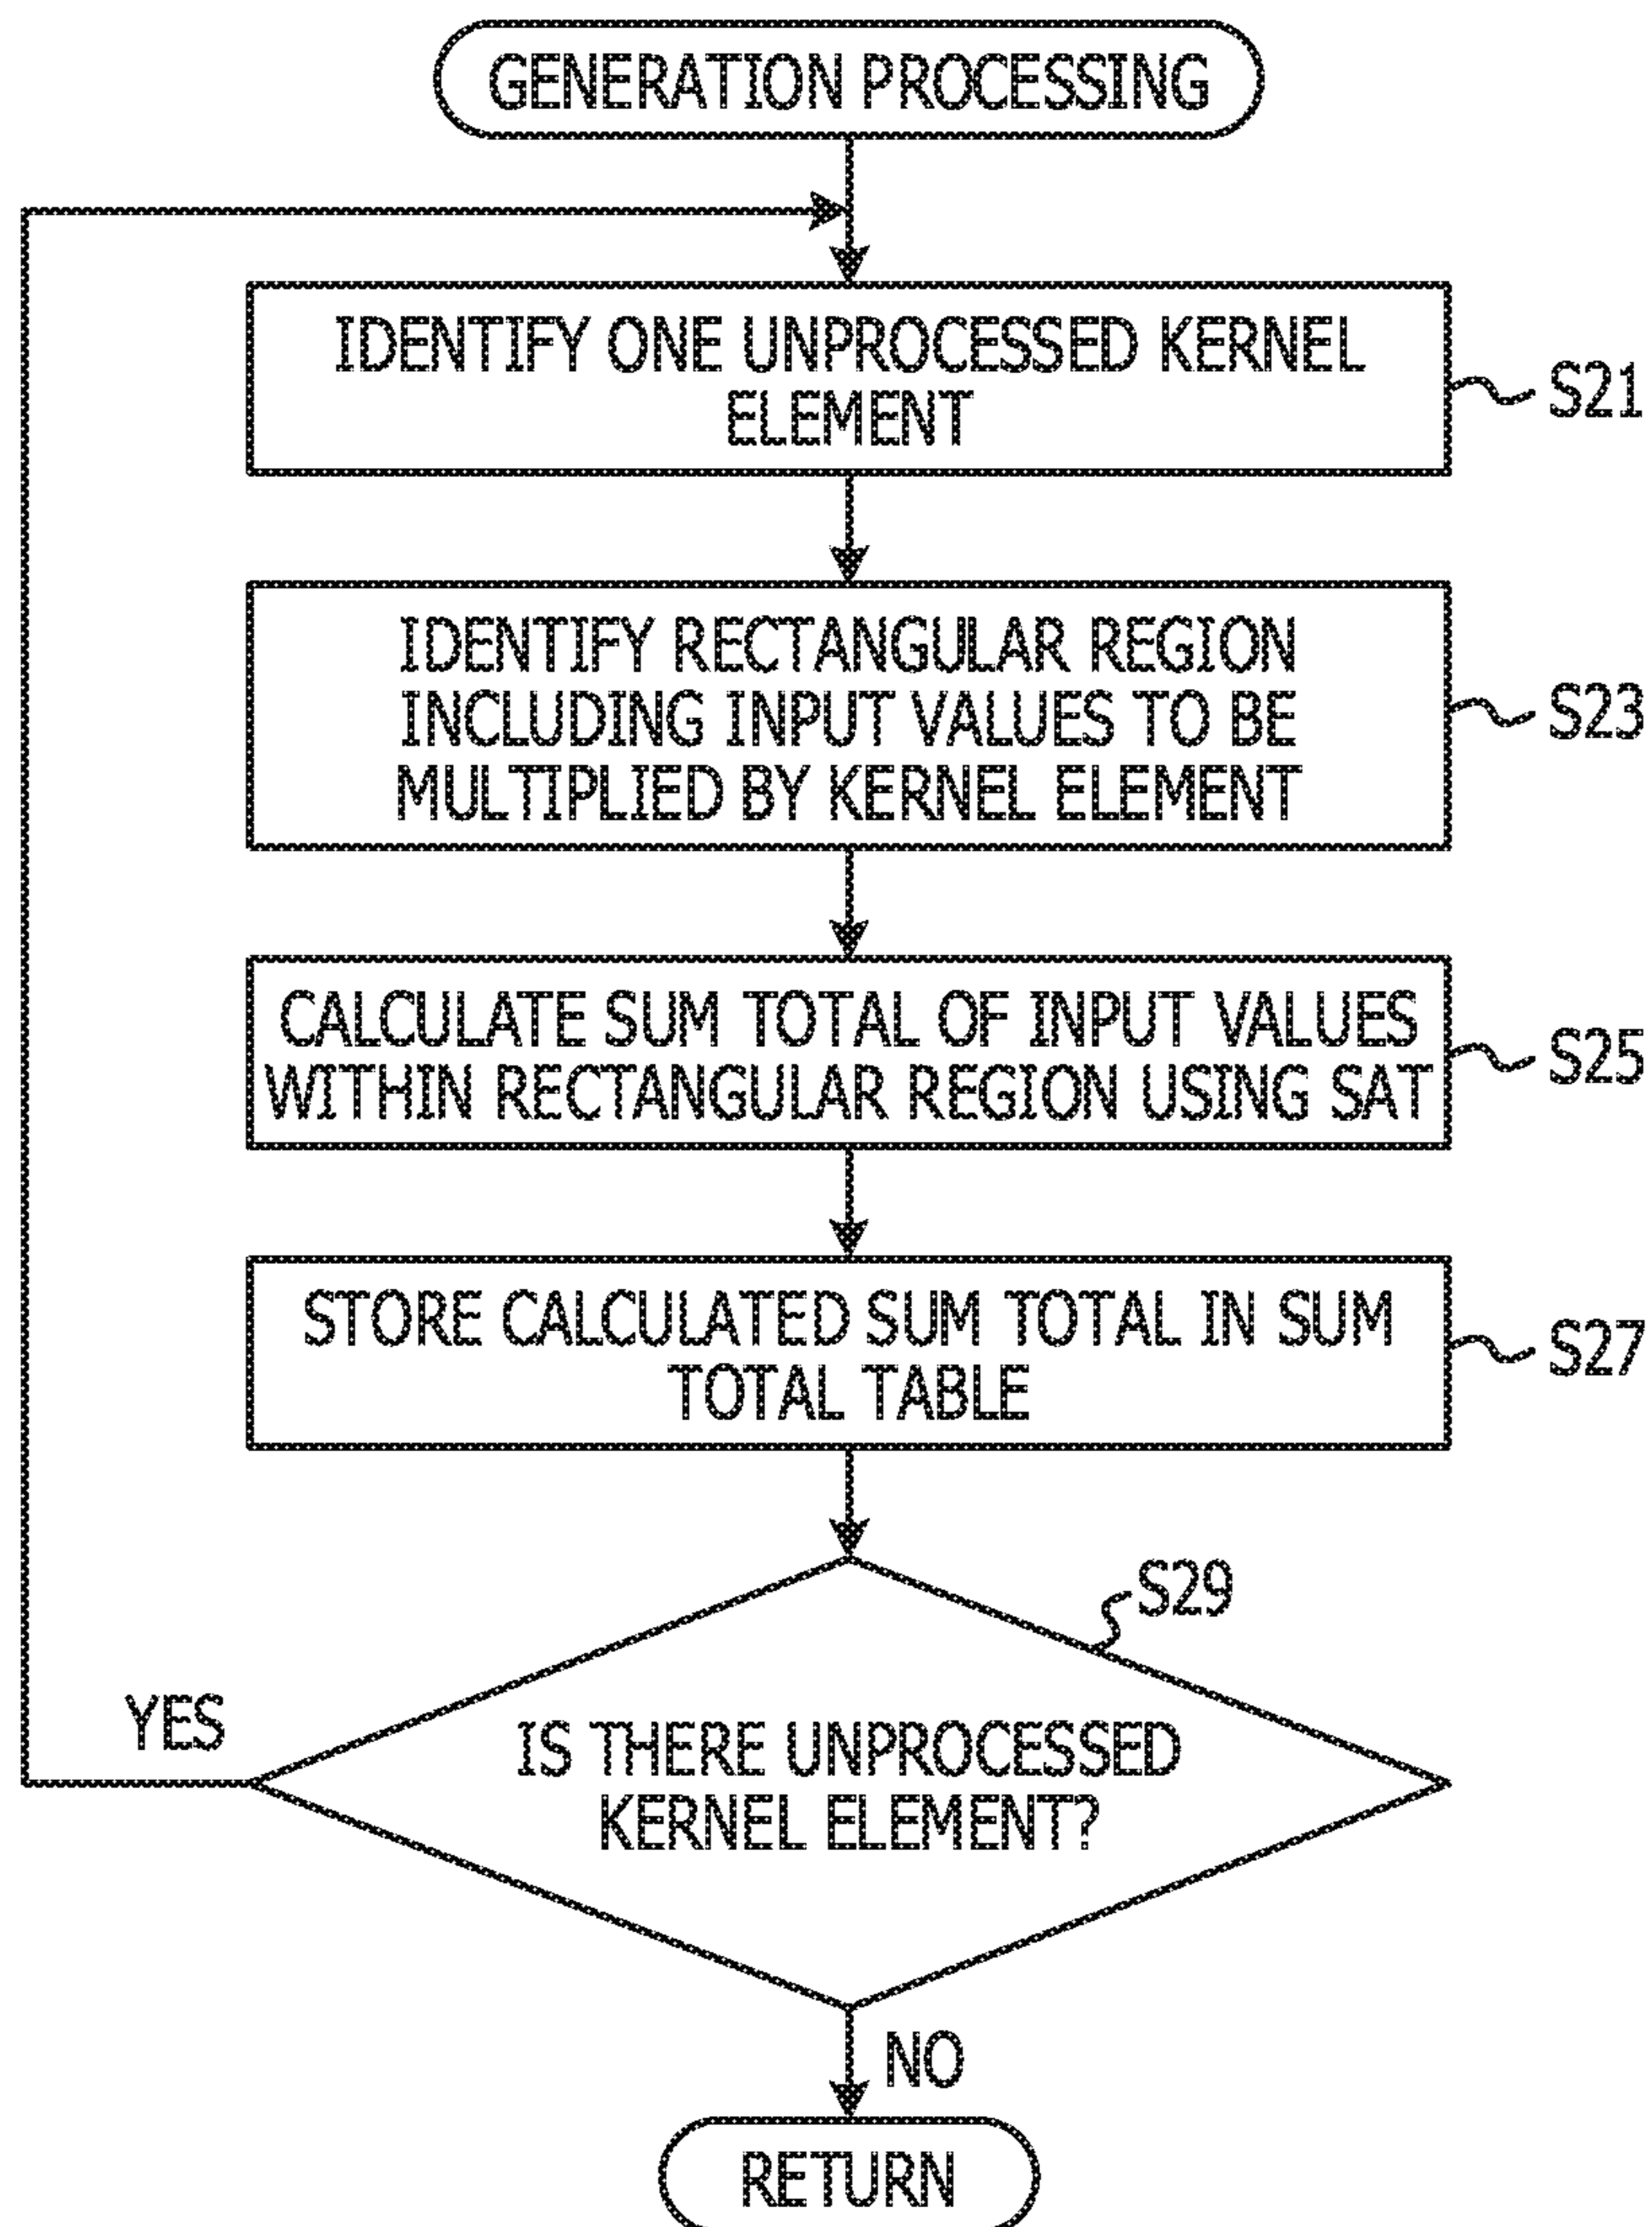 GENERATION PROCESSING
IDENTIFY ONE UNPROCESSED KERNEL
ELEMENT
S21
IDENTIFY RECTANGULAR REGION
INCLUDING INPUT VALUES TO BE
MULTIPLIED BY KERNEL ELEMENT
S23
CALCULATE SUM TOTAL OF INPUT VALUES
WITHIN RECTANGULAR REGION USING SAT
S25
STORE CALCULATED SUM TOTAL IN SUM
TOTAL TABLE
S27
S29
YES
IS THERE UNPROCESSED
KERNEL ELEMENT?
NO
RETURN